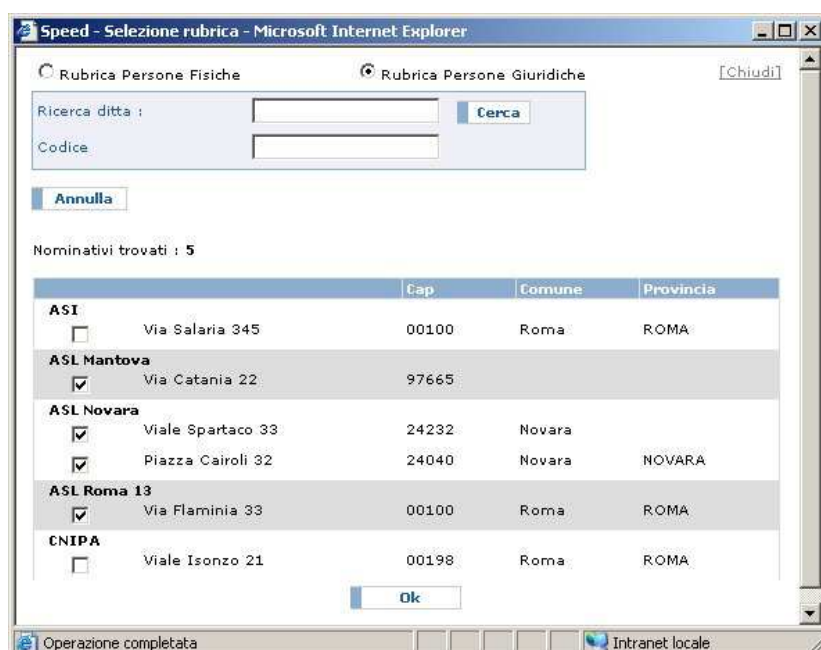 Speed - Selezione rubrica - Microsoft Internet Explorer
Rubrica Persone Fisiche Rubrica Persone Giuridiche [Chiudi]
Ricerca ditta : Cerca
Codice
Annulla
Nominativi trovati : 5
Cap Comune Provincia
ASI
Via Salaria 345 00100 Roma ROMA
ASL Mantova
Via Catania 22 97665
ASL Novara
Viale Spartaco 33 24232 Novara
Piazza Cairoli 32 24040 Novara NOVARA
ASL Roma 13
Via Flaminia 33 00100 Roma ROMA
CNIPA
Viale Isonzo 21 00198 Roma ROMA
Ok
Operazione completata Intranet locale